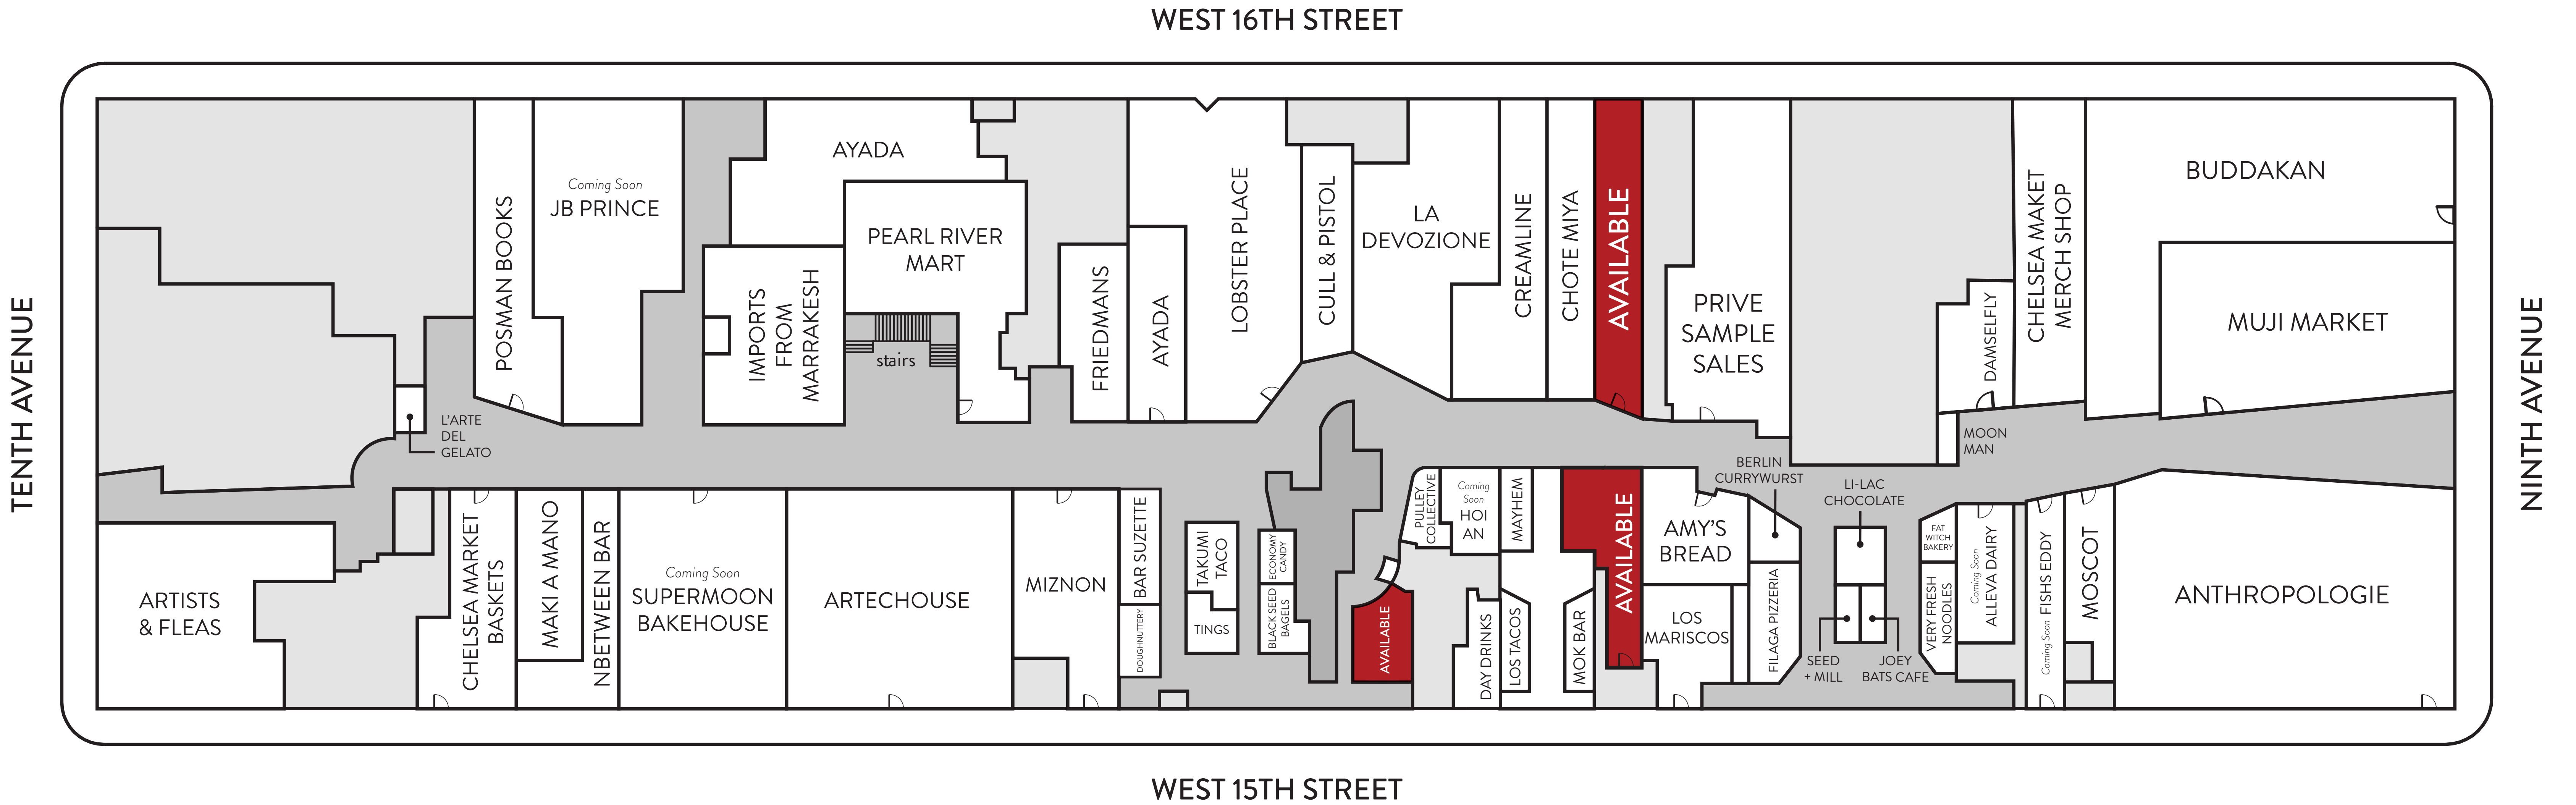 WEST 16TH STREET
TENTH AVENUE
NINTH AVENUE
POSMAN BOOKS
Coming Soon
JB PRINCE
AYADA
PEARL RIVER
MART
IMPORTS
FROM
MARRAKESH
stairs
FRIEDMANS
AYADA
LOBSTER PLACE
CULL & PISTOL
LA
DEVOZIONE
CREAMLINE
CHOTE MIYA
AVAILABLE
PRIVE
SAMPLE
SALES
DAMSELFLY
CHELSEA MAKET
MERCH SHOP
BUDDAKAN
MUJI MARKET
L'ARTE
DEL
GELATO
MOON
MAN
BERLIN
CURRYWURST
LI-LAC
CHOCOLATE
ARTISTS
& FLEAS
CHELSEA MARKET
BASKETS
MAKI A MANO
NBETWEEN BAR
Coming Soon
SUPERMOON
BAKEHOUSE
ARTECHOUSE
MIZNON
BAR SUZETTE
DOUGHNUTTERY
TAKUMI
TACO
TINGS
ECONOMY
CANDY
BLACK SEED
BAGELS
AVAILABLE
PULLEY
COLLECTIVE
Coming
Soon
HOI
AN
MAYHEM
DAY DRINKS
LOS TACOS
MOK BAR
AVAILABLE
AMY'S
BREAD
LOS
MARISCOS
FILAGA PIZZERIA
SEED
+ MILL
JOEY
BATS CAFE
FAT
WITCH
BAKERY
VERY FRESH
NOODLES
Coming Soon
ALLEVA DAIRY
Coming Soon FISHS EDDY
MOSCOT
ANTHROPOLOGIE
WEST 15TH STREET